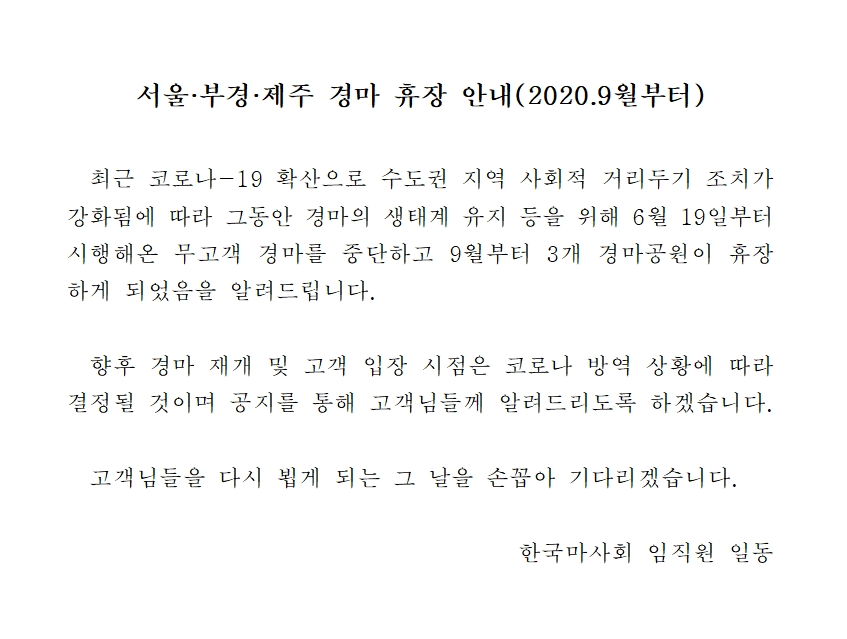 서울·부경·제주 경마 휴장 안내(2020.9월부터)
최근 코로나-19 확산으로 수도권 지역 사회적 거리두기 조치가
강화됨에 따라 그동안 경마의 생태계 유지 등을 위해 6월 19일부터
시행해온 무고객 경마를 중단하고 9월부터 3개 경마공원이 휴장
하게 되었음을 알려드립니다.
향후 경마 재개 및 고객 입장 시점은 코로나 방역 상황에 따라
결정될 것이며 공지를 통해 고객님들께 알려드리도록 하겠습니다.
고객님들을 다시 뵙게 되는 그 날을 손꼽아 기다리겠습니다.
한국마사회 임직원 일동